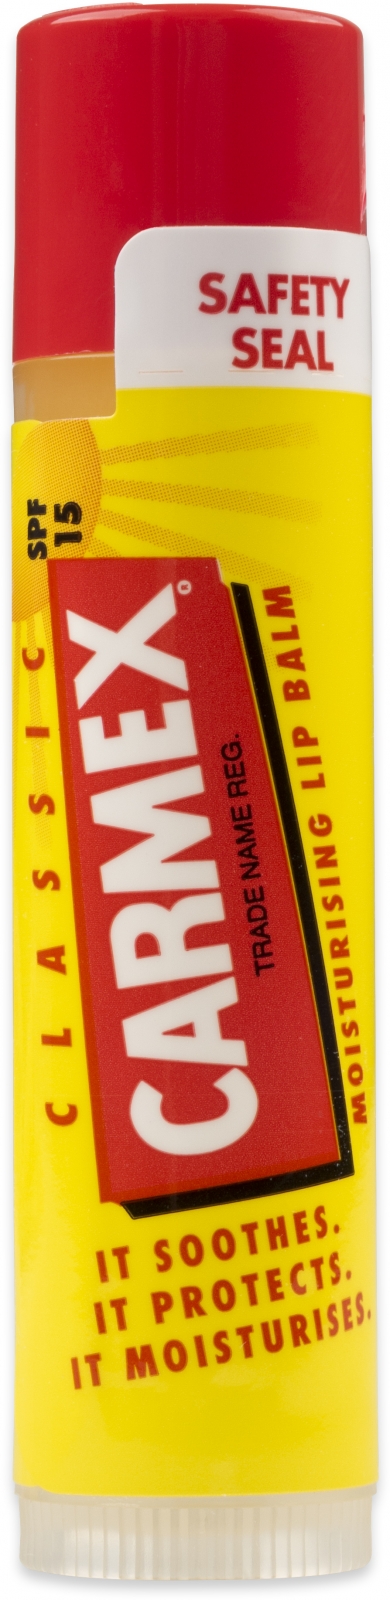 SAFETY
SEAL
SPF
15
CLASSIC
CARMEX®
TRADE NAME REG.
MOISTURISING LIP BALM
IT SOOTHES.
IT PROTECTS.
IT MOISTURISES.